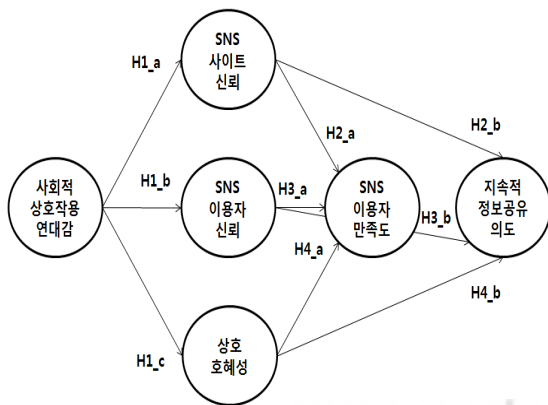 SNS
사이트
신뢰
H1_a
H2_a
H2_b
사회적
상호작용
연대감
H1_b
SNS
이용자
신뢰
H3_a
SNS
이용자
만족도
H3_b
지속적
정보공유
의도
H4_a
H4_b
H1_c
상호
호혜성